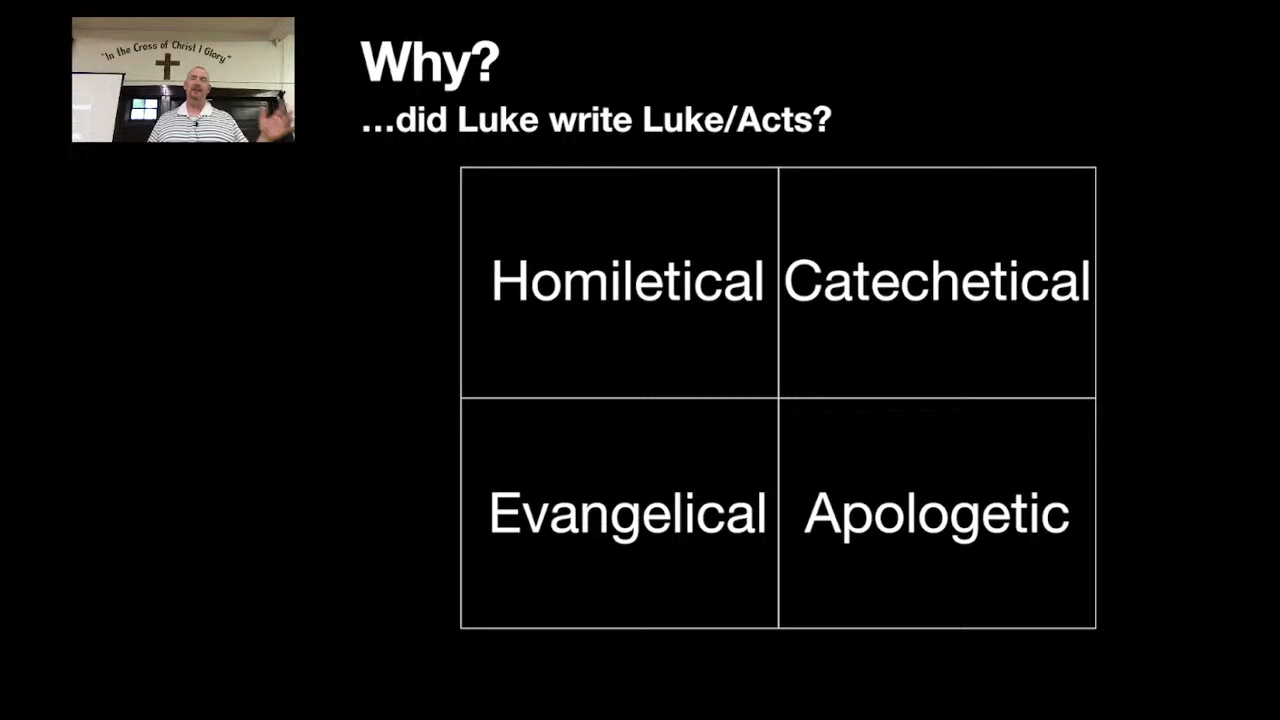 "In the Cross of Christ I Glory"
Why?
...did Luke write Luke/Acts?
Homiletical
Catechetical
Evangelical
Apologetic